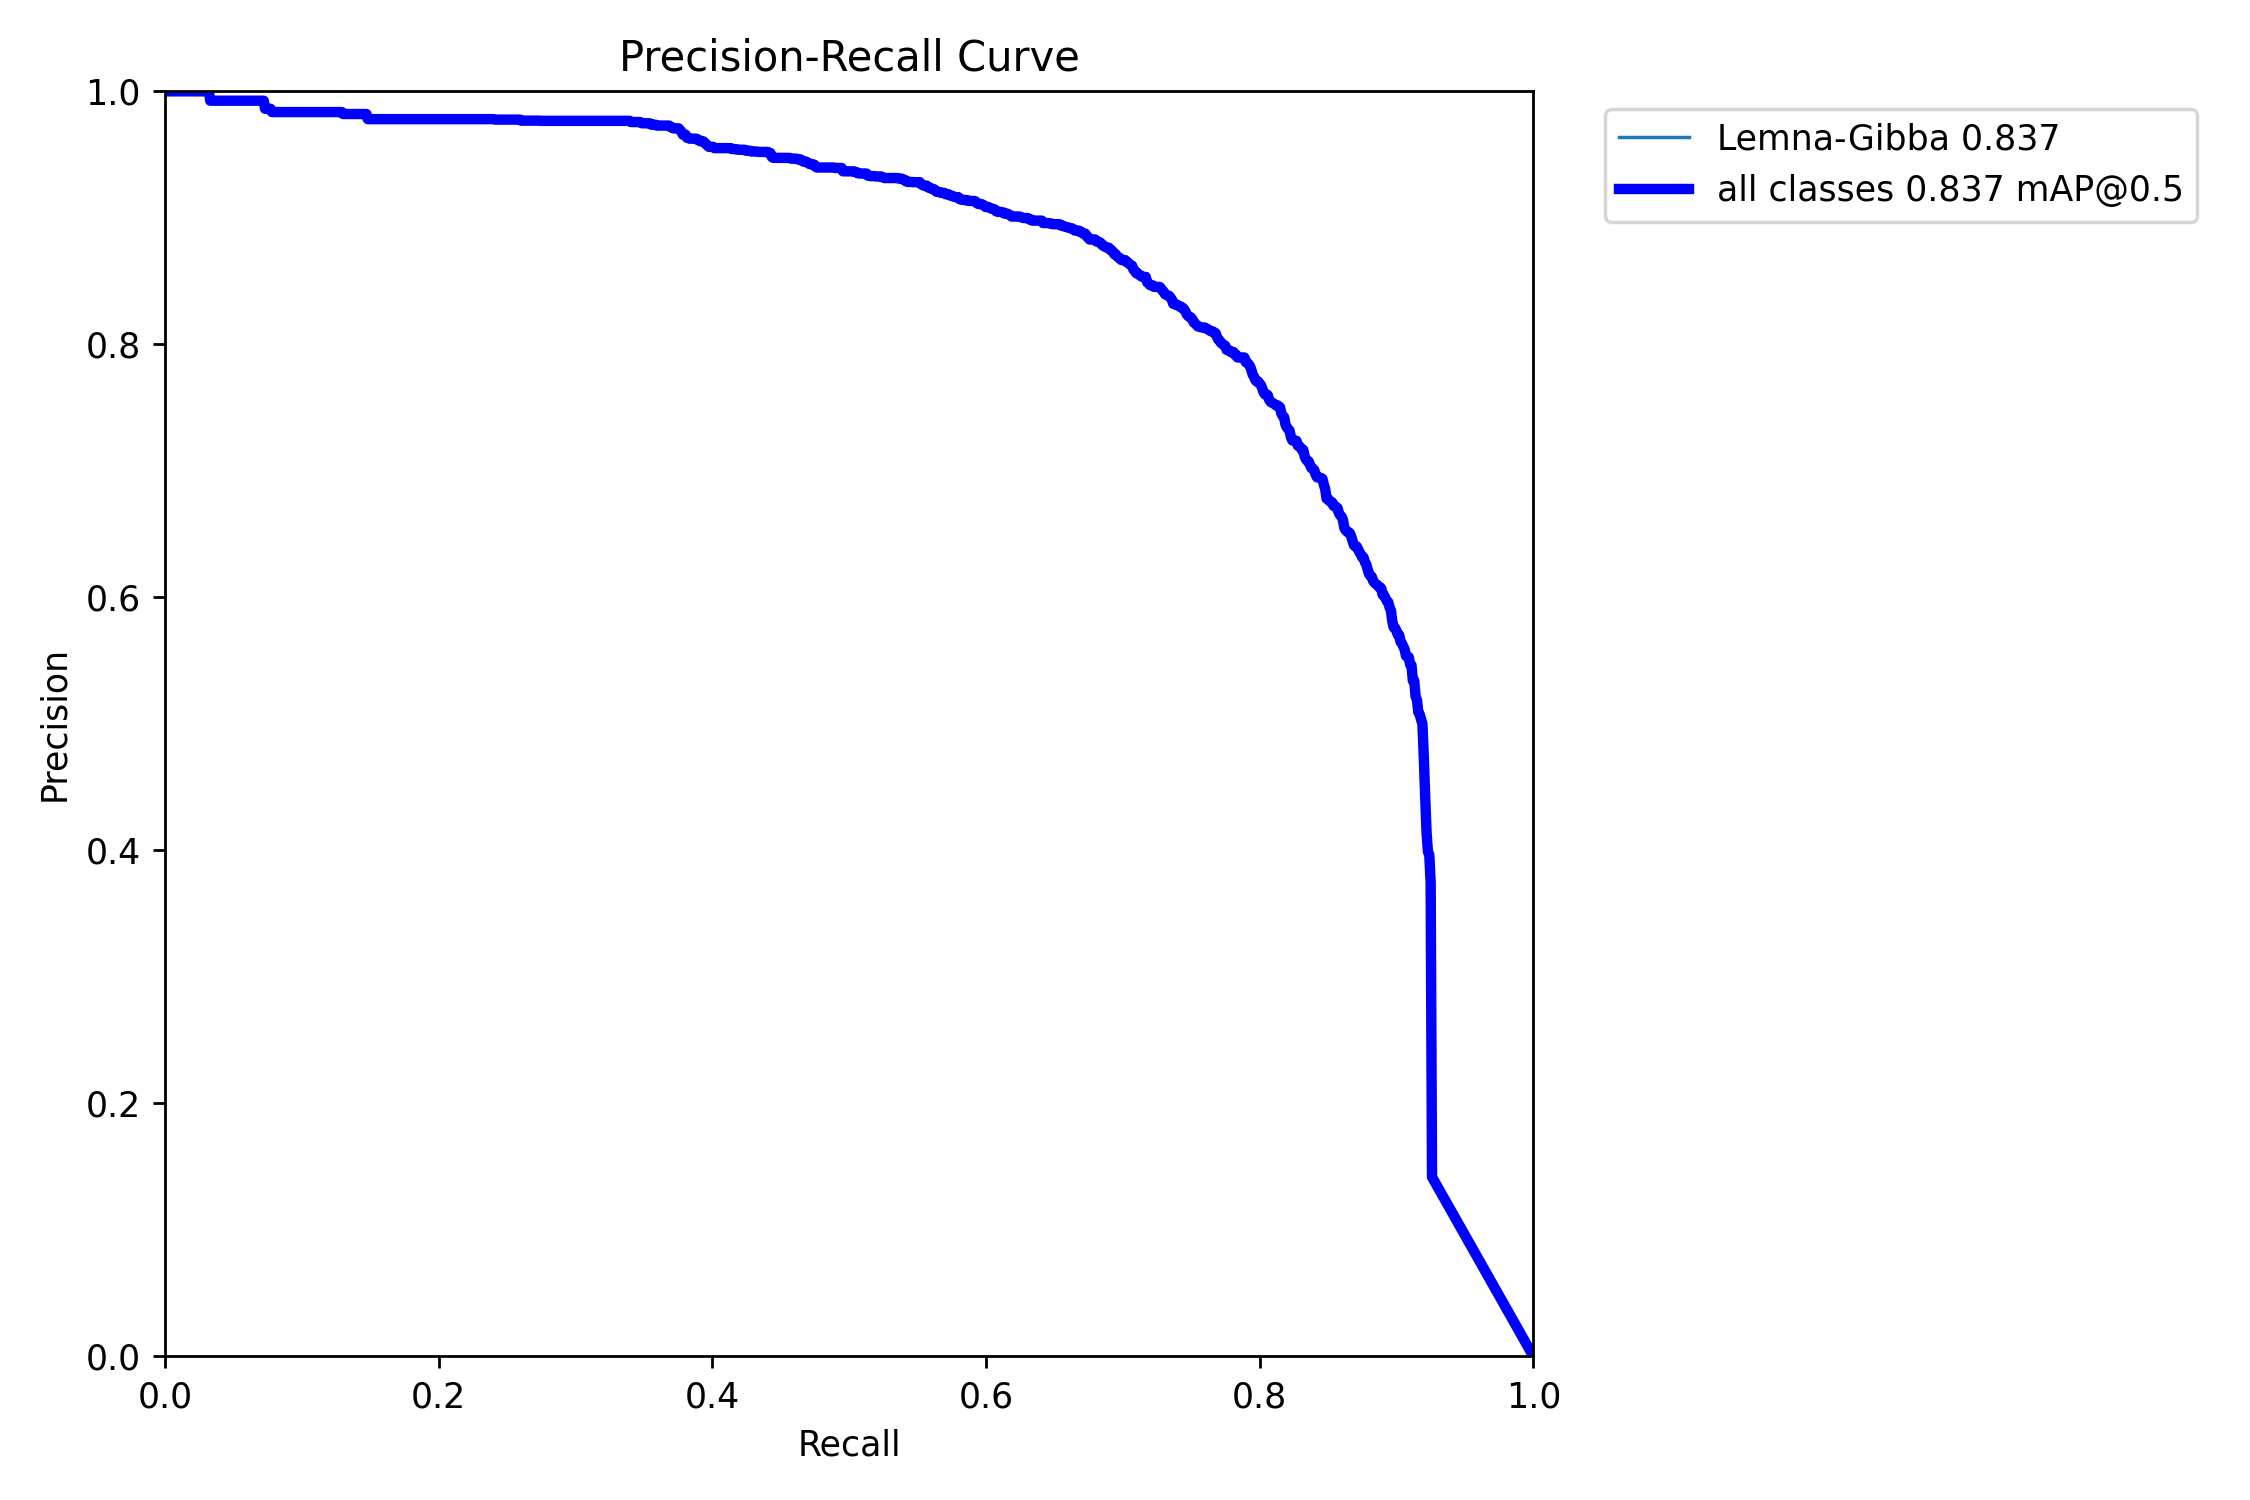 Precision-Recall Curve
1.0
0.8
0.6
0.4
0.2
0.0
Precision
0.0 0.2 0.4 0.6 0.8 1.0
Recall
Lemna-Gibba 0.837
all classes 0.837 mAP@0.5